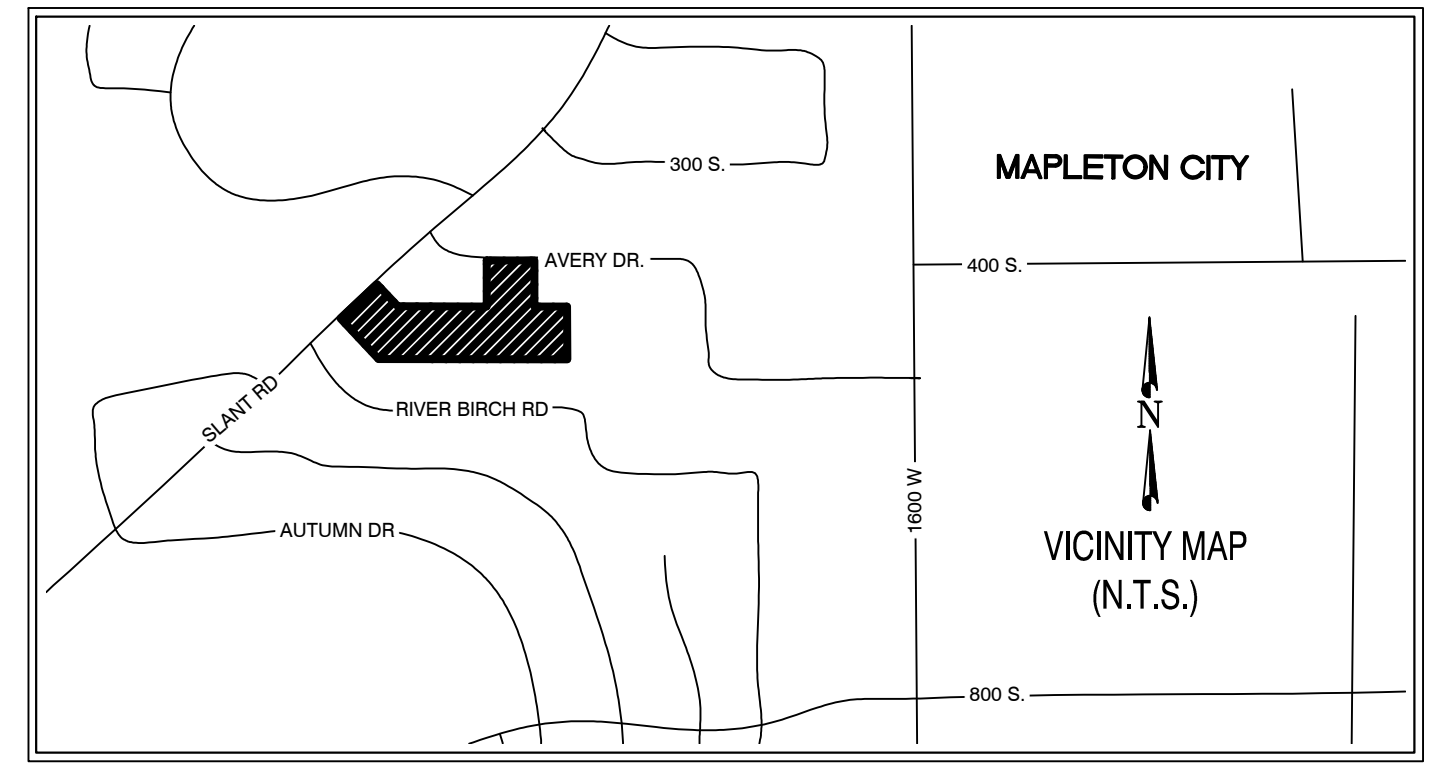 300 S.
MAPLETON CITY
AVERY DR.
400 S.
SLANT RD
RIVER BIRCH RD
N
1600 W
AUTUMN DR
VICINITY MAP
(N.T.S.)
800 S.